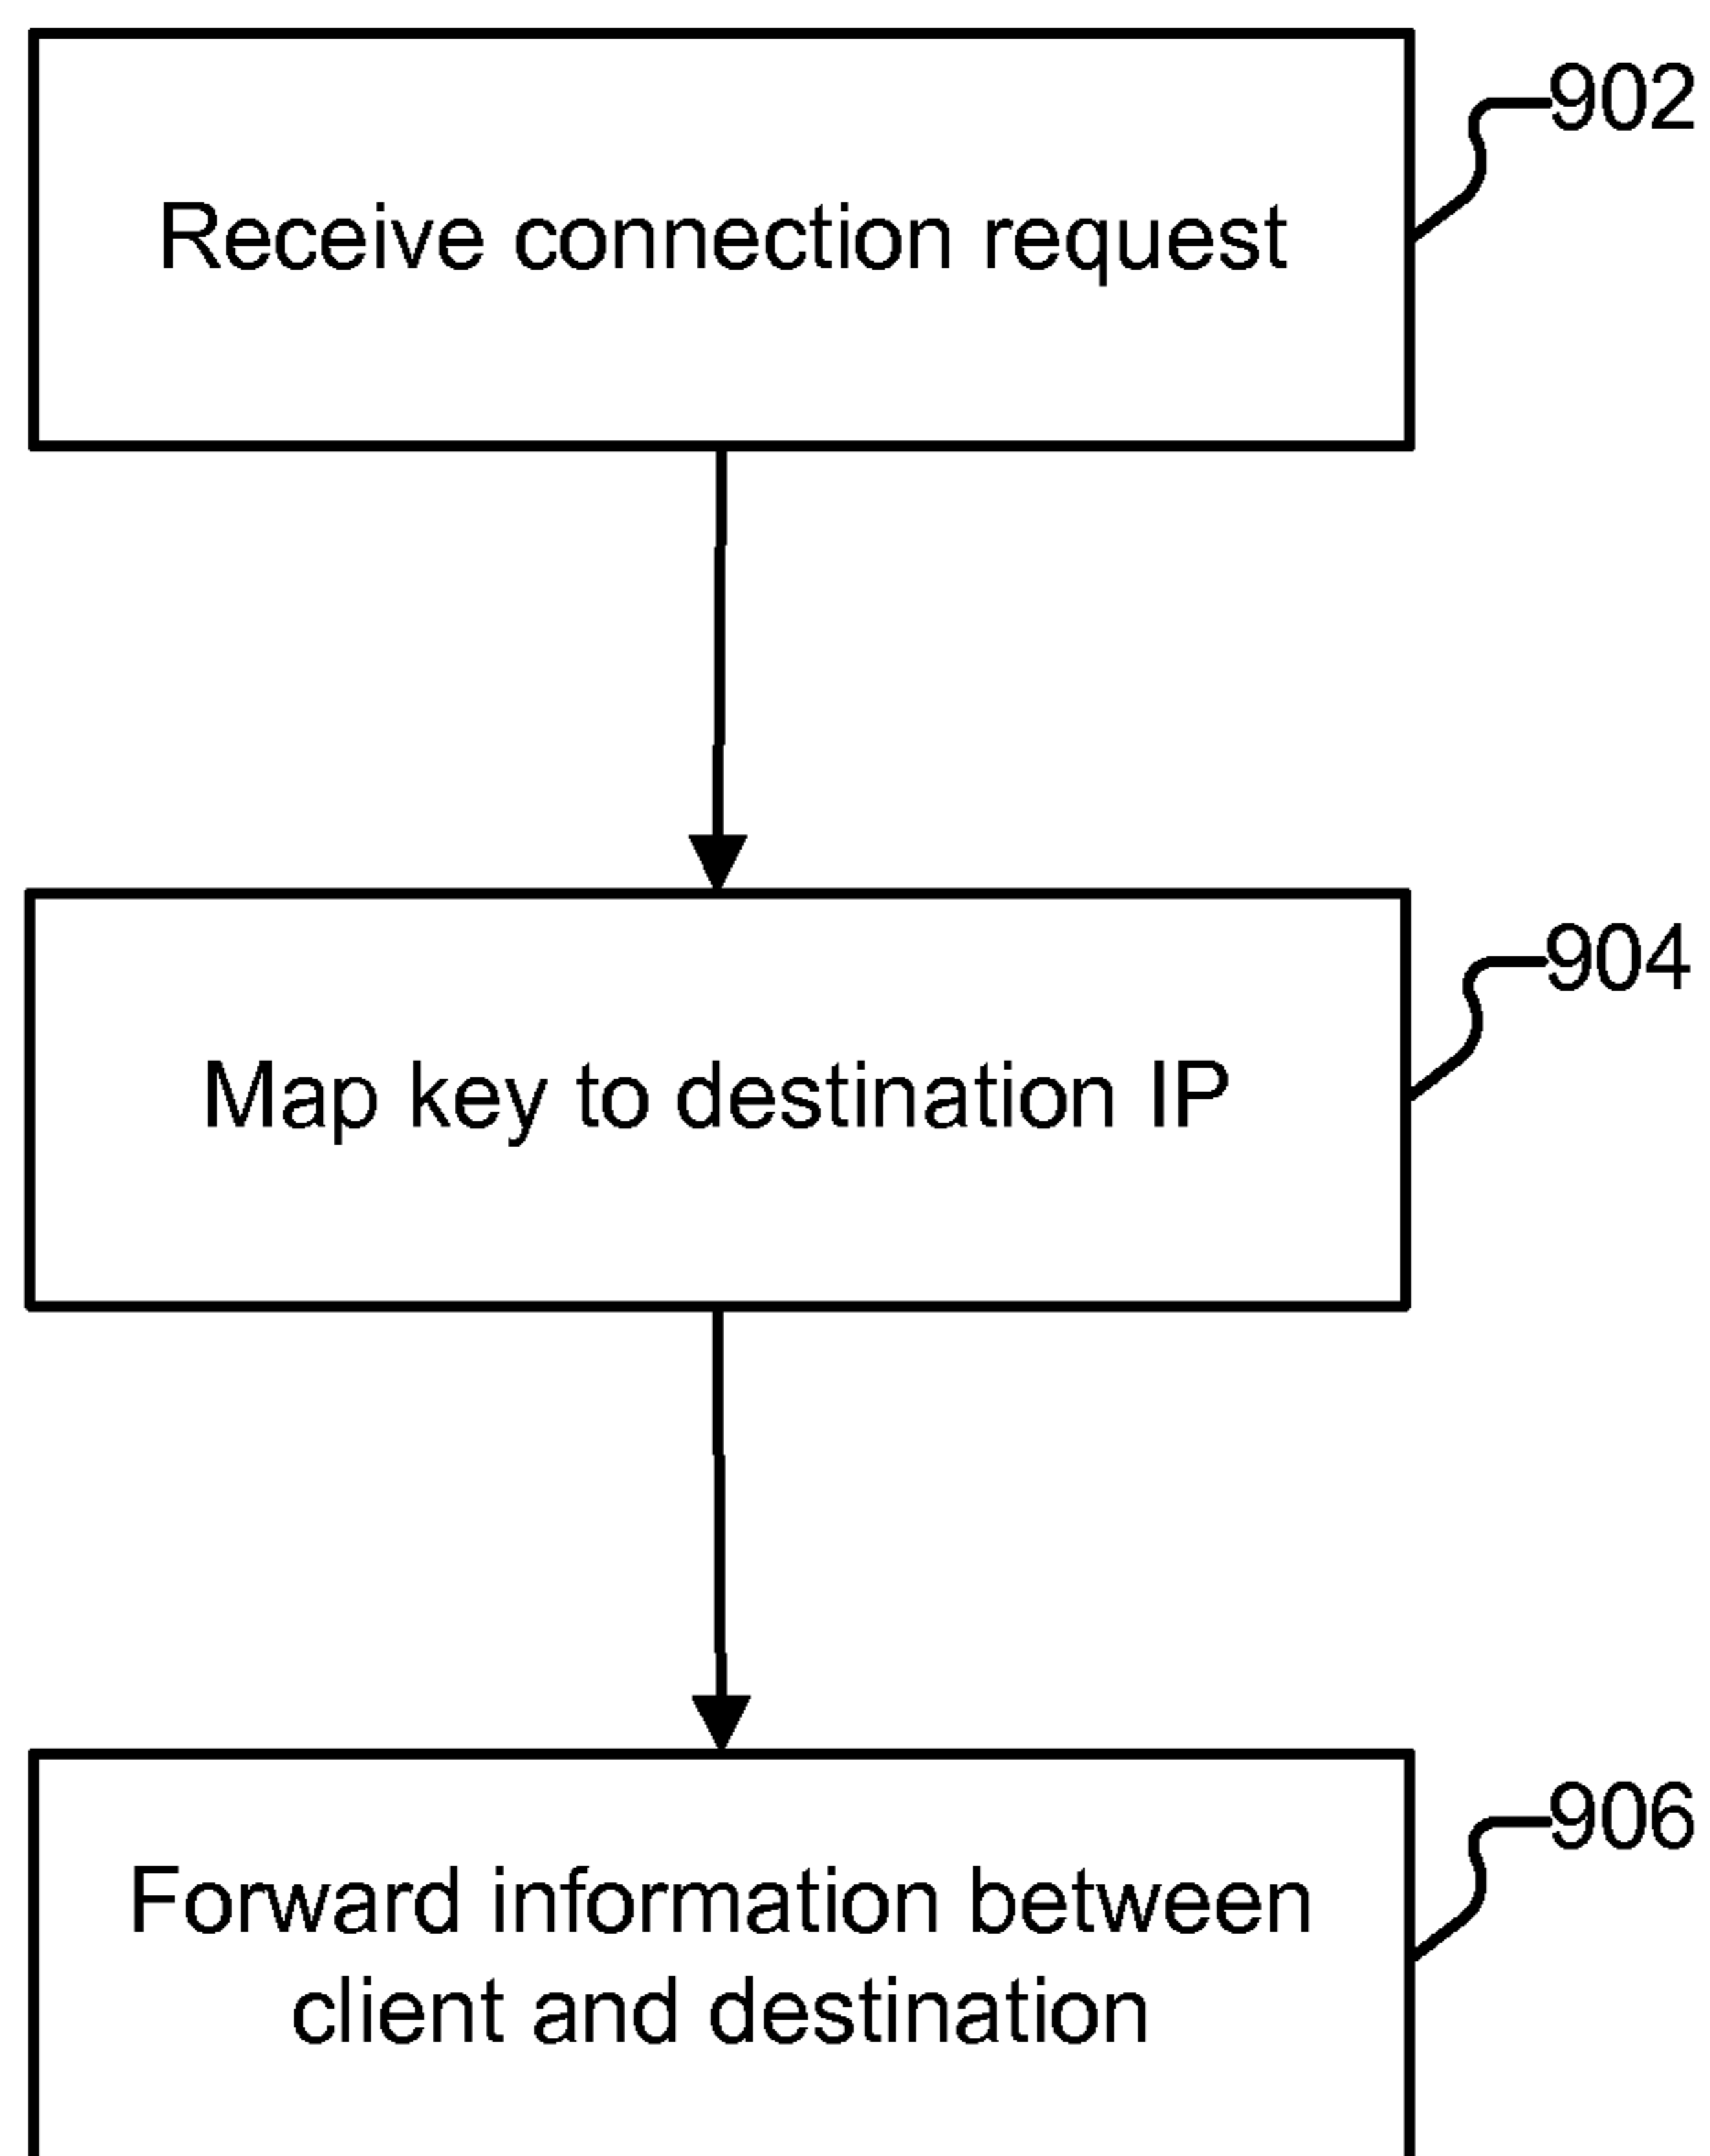 902
Receive connection request
904
Map key to destination IP
906
Forward information between
client and destination